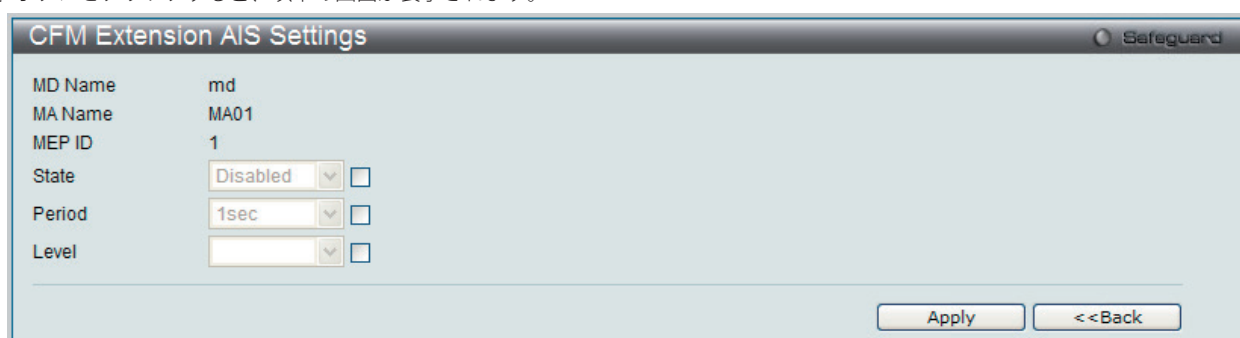 CFM Extension AIS Settings
Safeguard
MD Name md
MA Name MA01
MEP ID 1
State Disabled
Period 1sec
Level
Apply <<Back